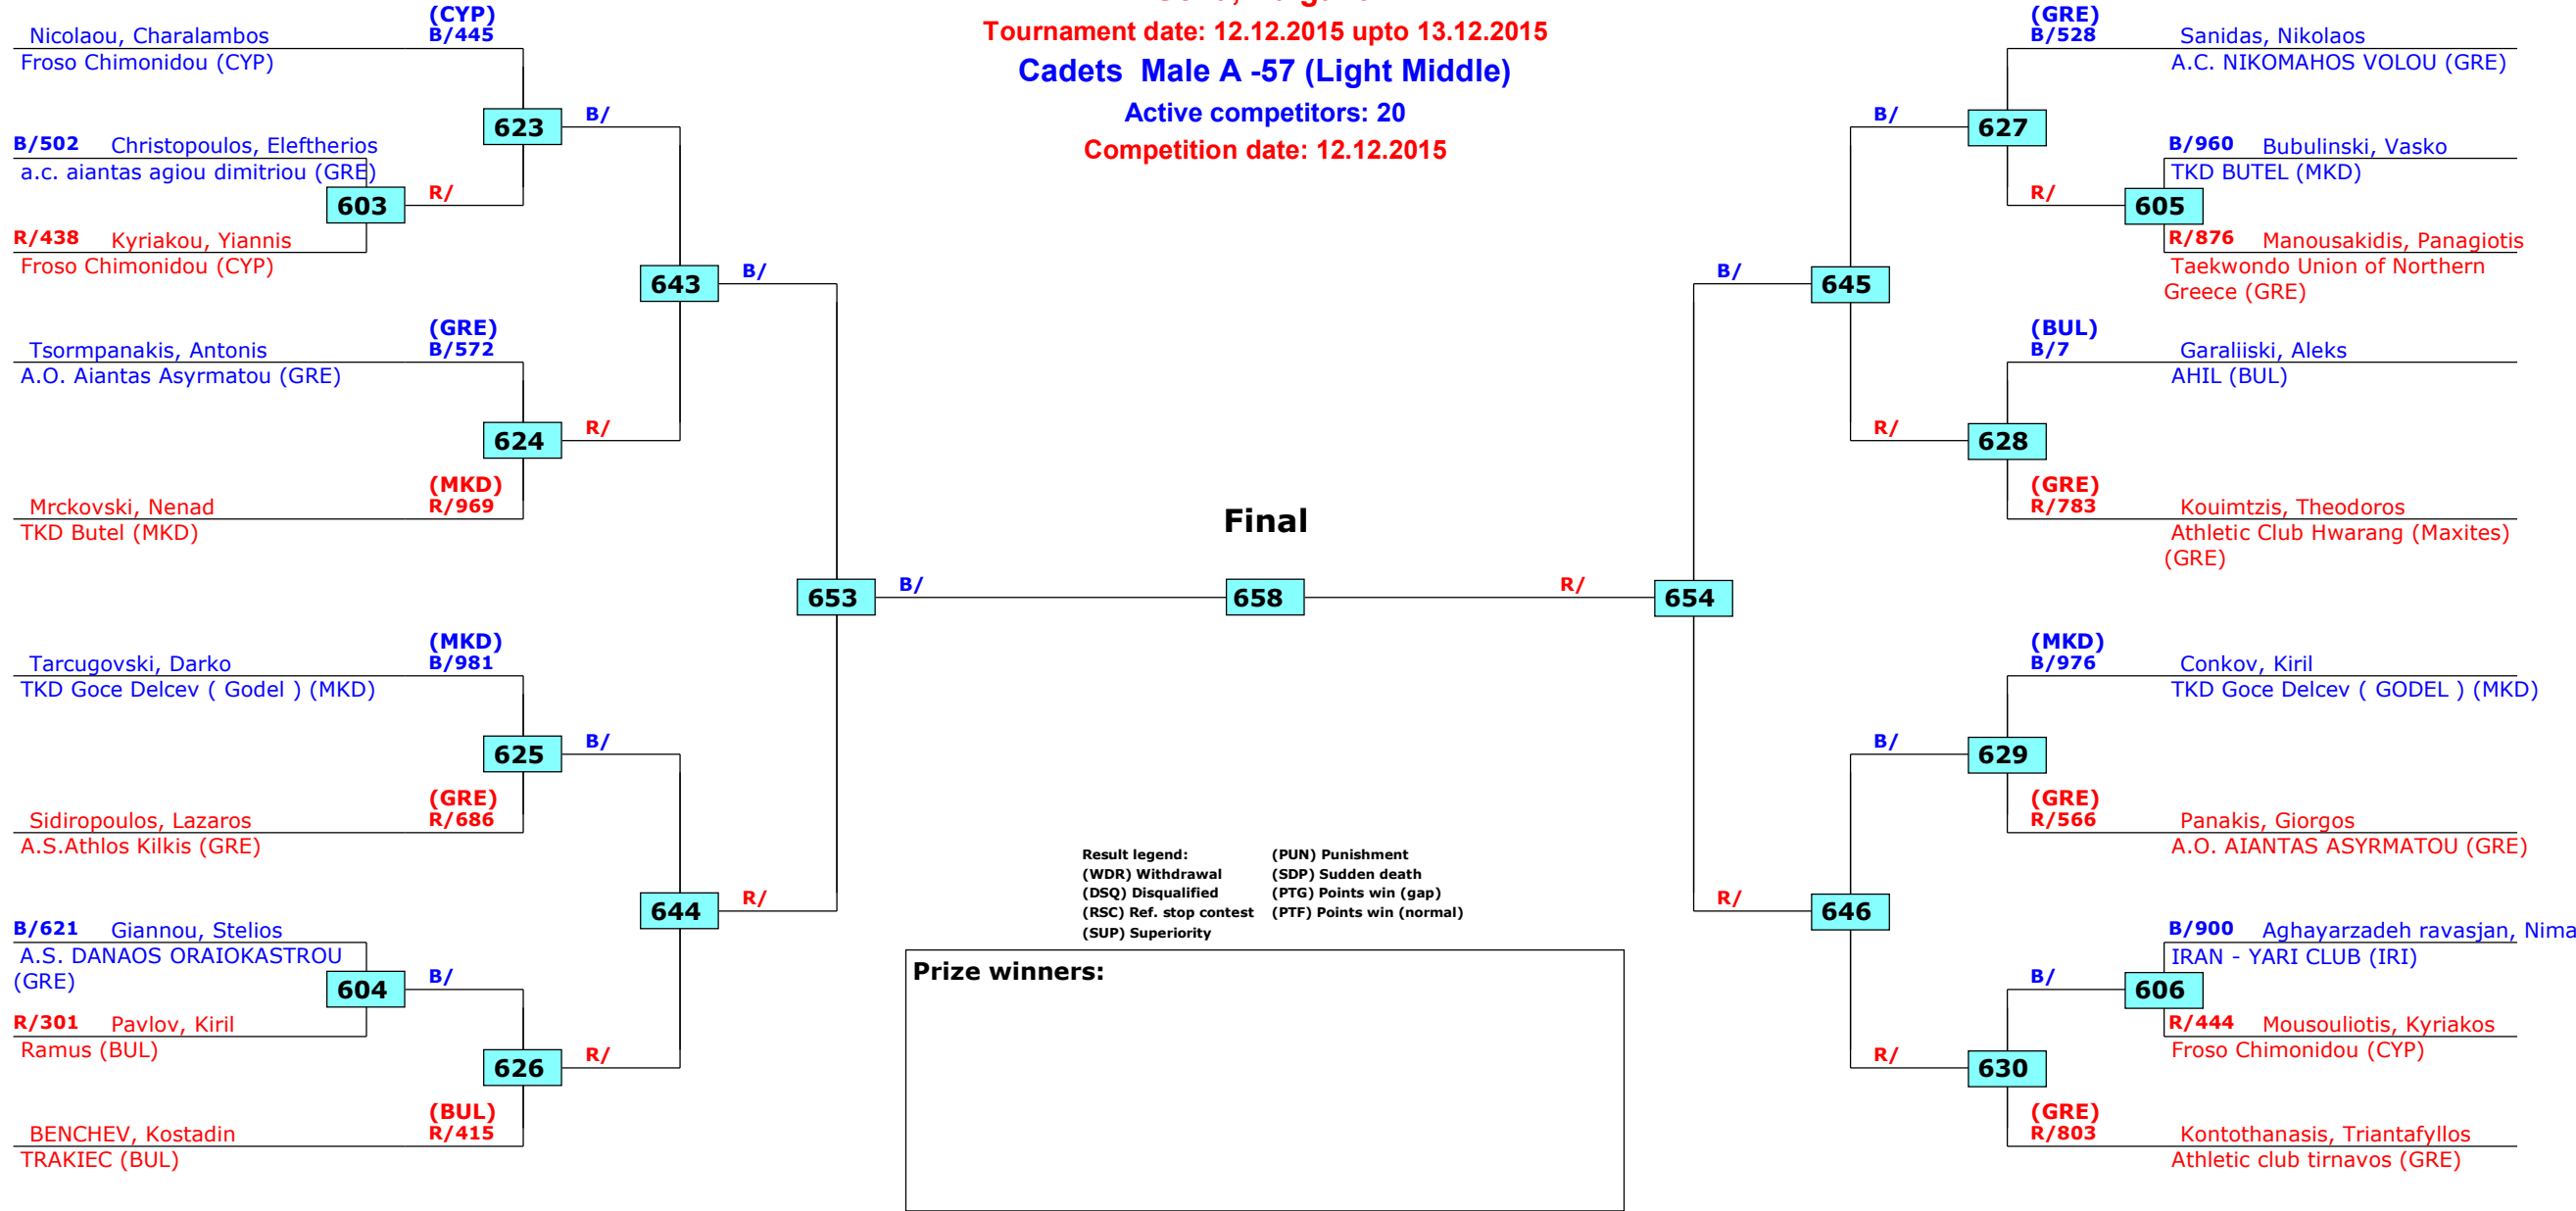 Tournament date: 12.12.2015 upto 13.12.2015
Cadets Male A -57 (Light Middle)
Active competitors: 20
Competition date: 12.12.2015
(CYP)
Nicolaou, Charalambos B/445
Froso Chimonidou (CYP)
623 B/
B/502 Christopoulos, Eleftherios
a.c. aiantas agiou dimitriou (GRE)
603 R/
R/438 Kyriakou, Yiannis
Froso Chimonidou (CYP)
643 B/
(GRE)
Tsormpanakis, Antonis B/572
A.O. Aiantas Asyrmatou (GRE)
624 R/
(MKD)
Mrckovski, Nenad R/969
TKD Butel (MKD)
653 B/
(MKD)
Tarcugovski, Darko B/981
TKD Goce Delcev ( Godel ) (MKD)
625 B/
(GRE)
Sidiropoulos, Lazaros R/686
A.S.Athlos Kilkis (GRE)
644 R/
B/621 Giannou, Stelios
A.S. DANAOS ORAIOKASTROU
(GRE)
604 B/
R/301 Pavlov, Kiril
Ramus (BUL)
626 R/
(BUL)
BENCHEV, Kostadin R/415
TRAKIEC (BUL)
Final
658
R/ 654
(GRE)
B/528 Sanidas, Nikolaos
A.C. NIKOMAHOS VOLOU (GRE)
B/ 627
B/960 Bubulinski, Vasko
TKD BUTEL (MKD)
R/ 605
R/876 Manousakidis, Panagiotis
Taekwondo Union of Northern
Greece (GRE)
B/ 645
(BUL)
B/7 Garaliiski, Aleks
AHIL (BUL)
R/ 628
(GRE)
R/783 Kouimtzis, Theodoros
Athletic Club Hwarang (Maxites)
(GRE)
(MKD)
B/976 Conkov, Kiril
TKD Goce Delcev ( GODEL ) (MKD)
B/ 629
(GRE)
R/566 Panakis, Giorgos
A.O. AIANTAS ASYRMATOU (GRE)
R/ 646
B/900 Aghayarzadeh ravasjan, Nima
IRAN - YARI CLUB (IRI)
B/ 606
R/444 Mousouliotis, Kyriakos
Froso Chimonidou (CYP)
R/ 630
(GRE)
R/803 Kontothanasis, Triantafyllos
Athletic club tirnavos (GRE)
Result legend: (PUN) Punishment
(WDR) Withdrawal (SDP) Sudden death
(DSQ) Disqualified (PTG) Points win (gap)
(RSC) Ref. stop contest (PTF) Points win (normal)
(SUP) Superiority
Prize winners: